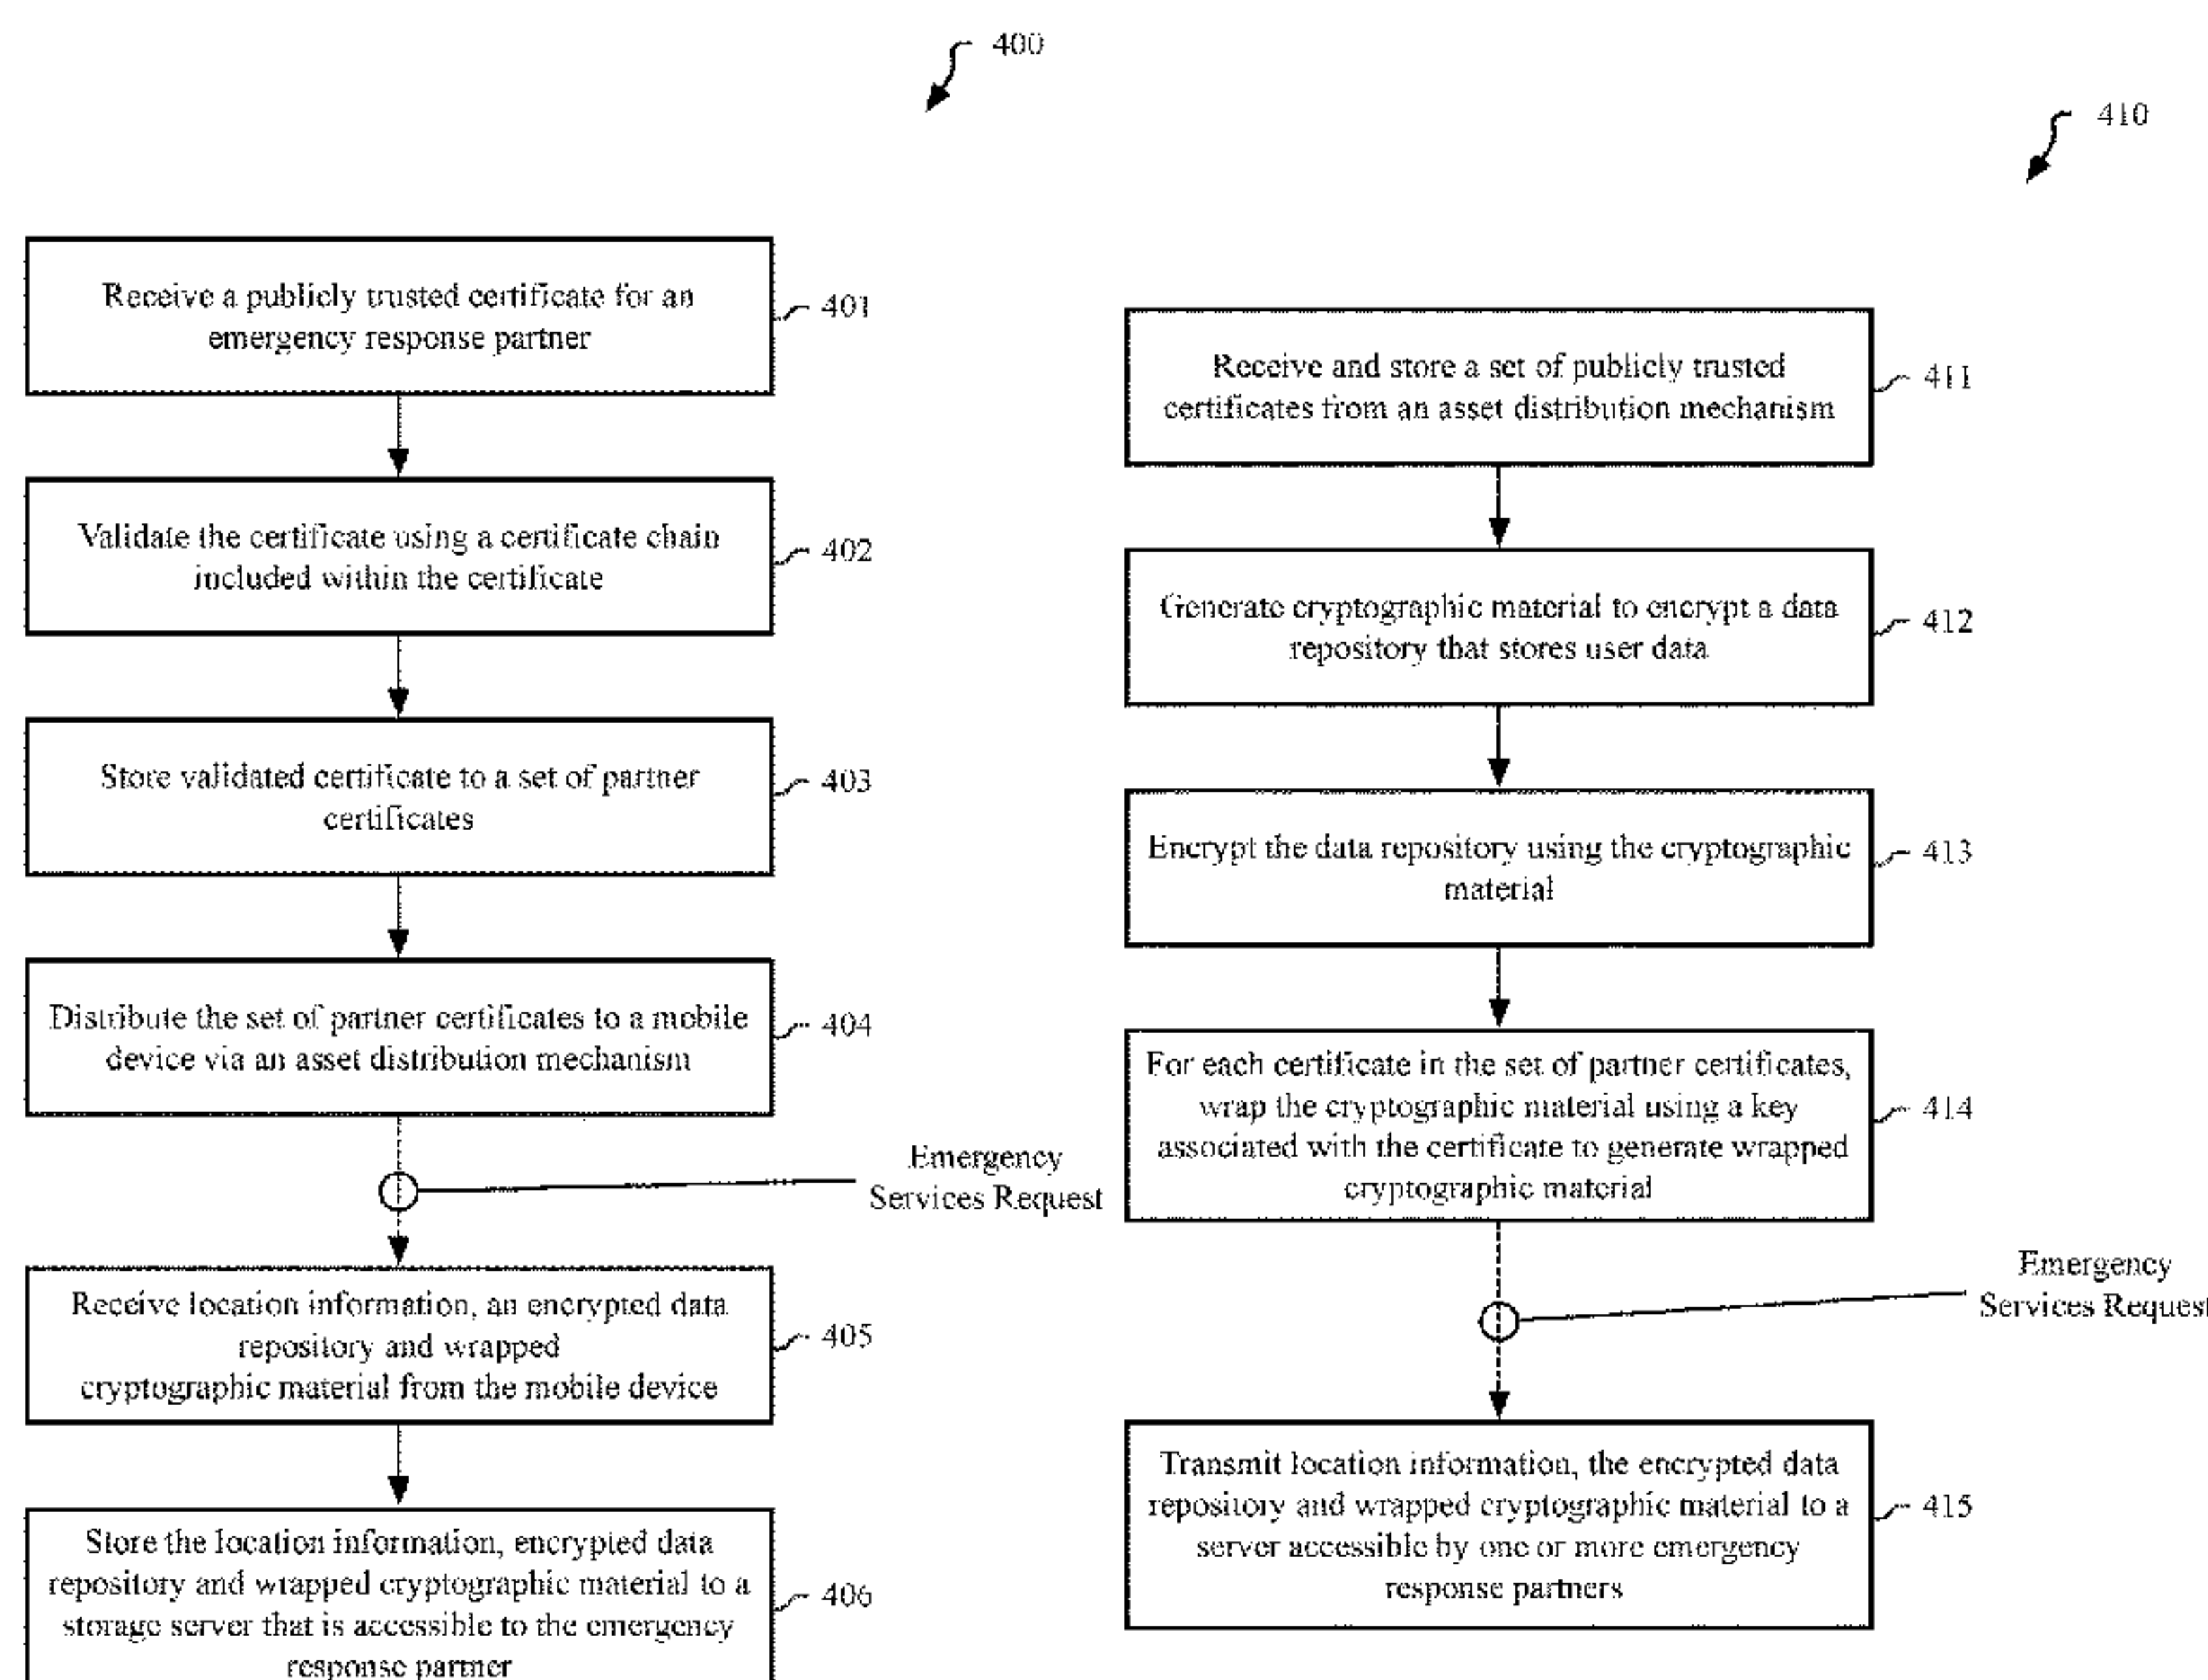 400
Receive a publicly trusted certificate for an
emergency response partner
401
Validate the certificate using a certificate chain
included within the certificate
402
Store validated certificate to a set of partner
certificates
403
Distribute the set of partner certificates to a mobile
device via an asset distribution mechanism
404
Emergency
Services Request
Receive location information, an encrypted data
repository and wrapped
cryptographic material from the mobile device
405
Store the location information, encrypted data
repository and wrapped cryptographic material to a
storage server that is accessible to the emergency
response partner
406
410
Receive and store a set of publicly trusted
certificates from an asset distribution mechanism
411
Generate cryptographic material to encrypt a data
repository that stores user data
412
Encrypt the data repository using the cryptographic
material
413
For each certificate in the set of partner certificates,
wrap the cryptographic material using a key
associated with the certificate to generate wrapped
cryptographic material
414
Emergency
Services Request
Transmit location information, the encrypted data
repository and wrapped cryptographic material to a
server accessible by one or more emergency
response partners
415